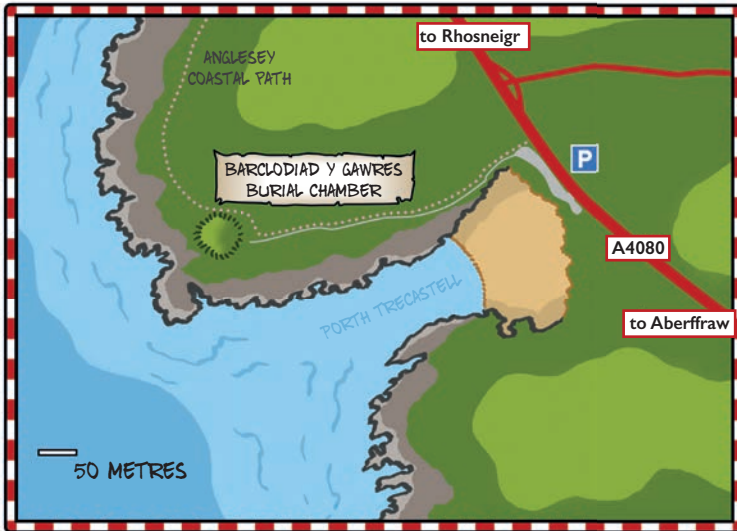 to Rhosneigr
ANGLESEY
COASTAL PATH
BARCLODIAD Y GAWRES
BURIAL CHAMBER
P
A4080
PORTH TRECASTELL
to Aberffraw
50 METRES